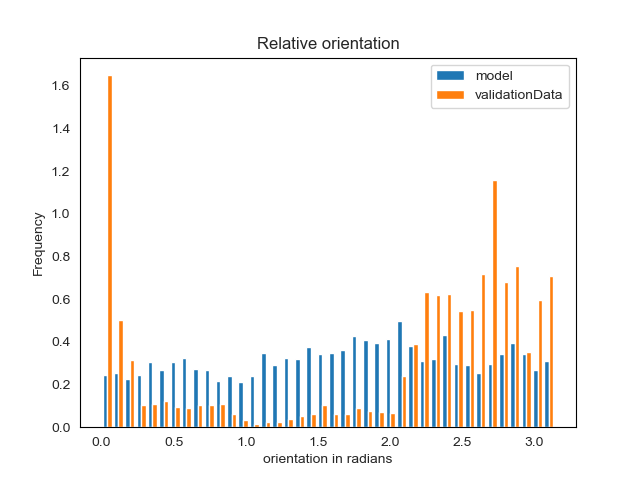 Relative orientation
model
validationData
Frequency
1.6
1.4
1.2
1.0
0.8
0.6
0.4
0.2
0.0
0.0 0.5 1.0 1.5 2.0 2.5 3.0
orientation in radians